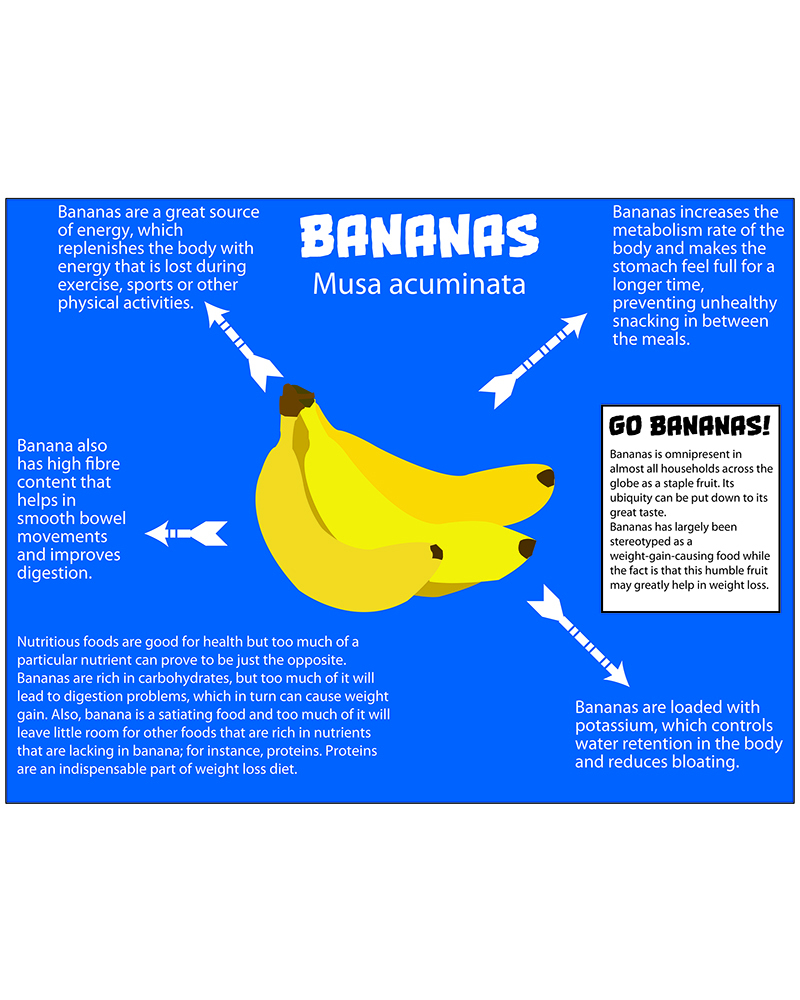 BANANAS
Musa acuminata
Bananas are a great source
of energy, which
replenishes the body with
energy that is lost during
exercise, sports or other
physical activities.
Bananas increases the
metabolism rate of the
body and makes the
stomach feel full for a
longer time,
preventing unhealthy
snacking in between
the meals.
Banana also
has high fibre
content that
helps in
smooth bowel
movements
and improves
digestion.
GO BANANAS!
Bananas is omnipresent in
almost all households across the
globe as a staple fruit. Its
ubiquity can be put down to its
great taste.
Bananas has largely been
stereotyped as a
weight-gain-causing food while
the fact is that this humble fruit
may greatly help in weight loss.
Nutritious foods are good for health but too much of a
particular nutrient can prove to be just the opposite.
Bananas are rich in carbohydrates, but too much of it will
lead to digestion problems, which in turn can cause weight
gain. Also, banana is a satiating food and too much of it will
leave little room for other foods that are rich in nutrients
that are lacking in banana; for instance, proteins. Proteins
are an indispensable part of weight loss diet.
Bananas are loaded with
potassium, which controls
water retention in the body
and reduces bloating.